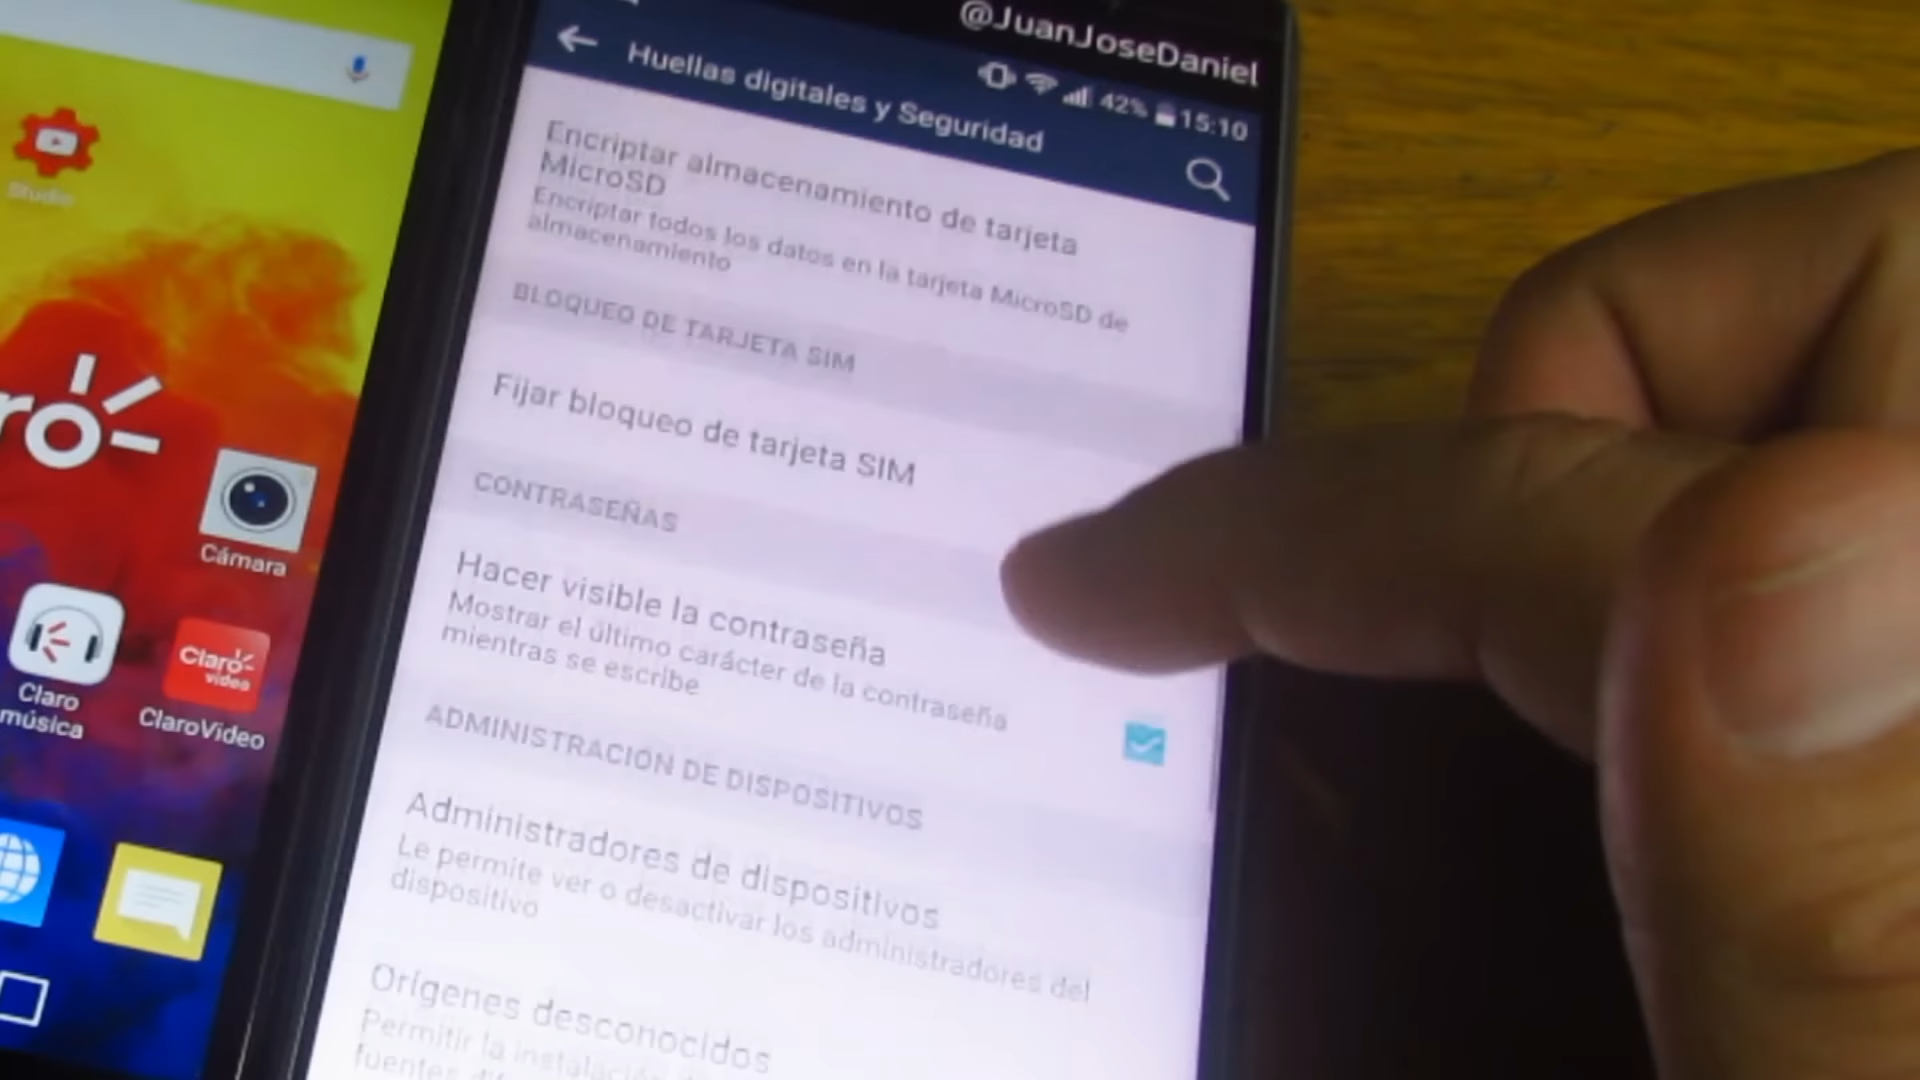 @JuanJoseDaniel
42% 15:10
Huellas digitales y Seguridad
Encriptar almacenamiento de tarjeta
MicroSD
Encriptar todos los datos en la tarjeta MicroSD de
almacenamiento
BLOQUEO DE TARJETA SIM
Fijar bloqueo de tarjeta SIM
CONTRASEÑAS
Hacer visible la contraseña
Mostrar el último carácter de la contraseña
mientras se escribe
ADMINISTRACIÓN DE DISPOSITIVOS
Administradores de dispositivos
Le permite ver o desactivar los administradores del
dispositivo
Orígenes desconocidos
Permitir la instalación
fuentes
Studio
Cámara
Claro
música
Claro
video
ClaroVideo